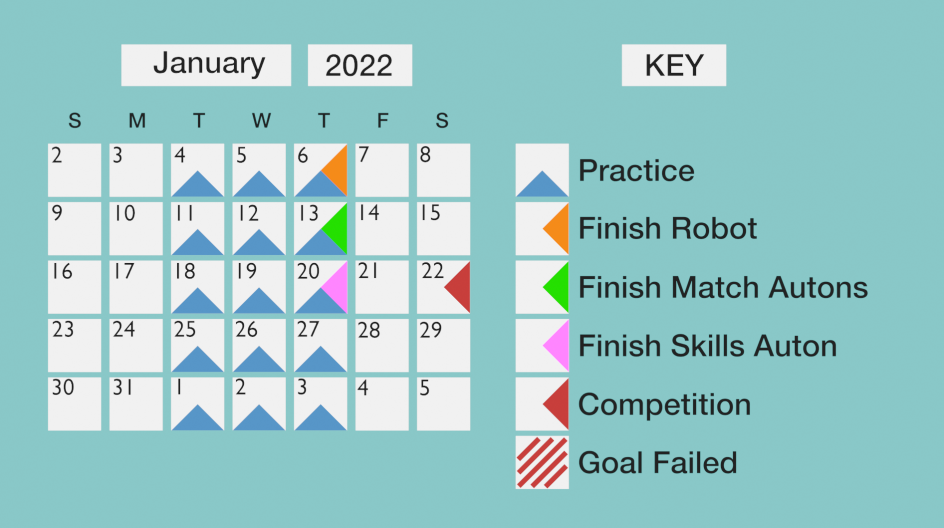 January 2022 KEY
S M T W T F S
2 3 4 5 6 7 8
Practice
9 10 11 12 13 14 15
Finish Robot
16 17 18 19 20 21 22
Finish Match Autons
23 24 25 26 27 28 29
Finish Skills Auton
30 31 1 2 3 4 5
Competition
Goal Failed